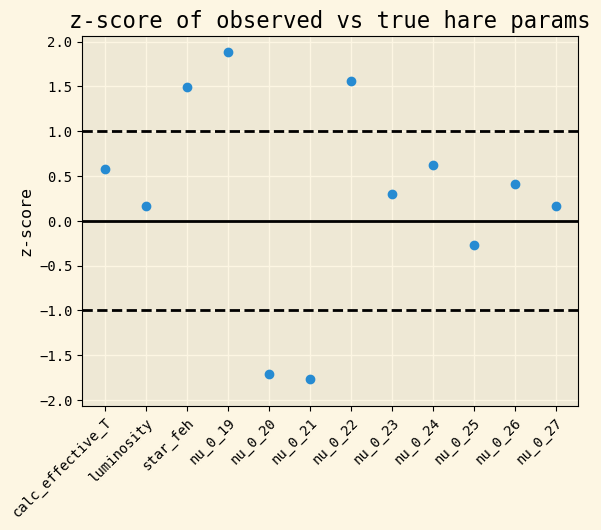 z-score of observed vs true hare params
z-score
2.0
1.5
1.0
0.5
0.0
−0.5
−1.0
−1.5
−2.0
calc_effective_T
luminosity
star_feh
nu_0_19
nu_0_20
nu_0_21
nu_0_22
nu_0_23
nu_0_24
nu_0_25
nu_0_26
nu_0_27